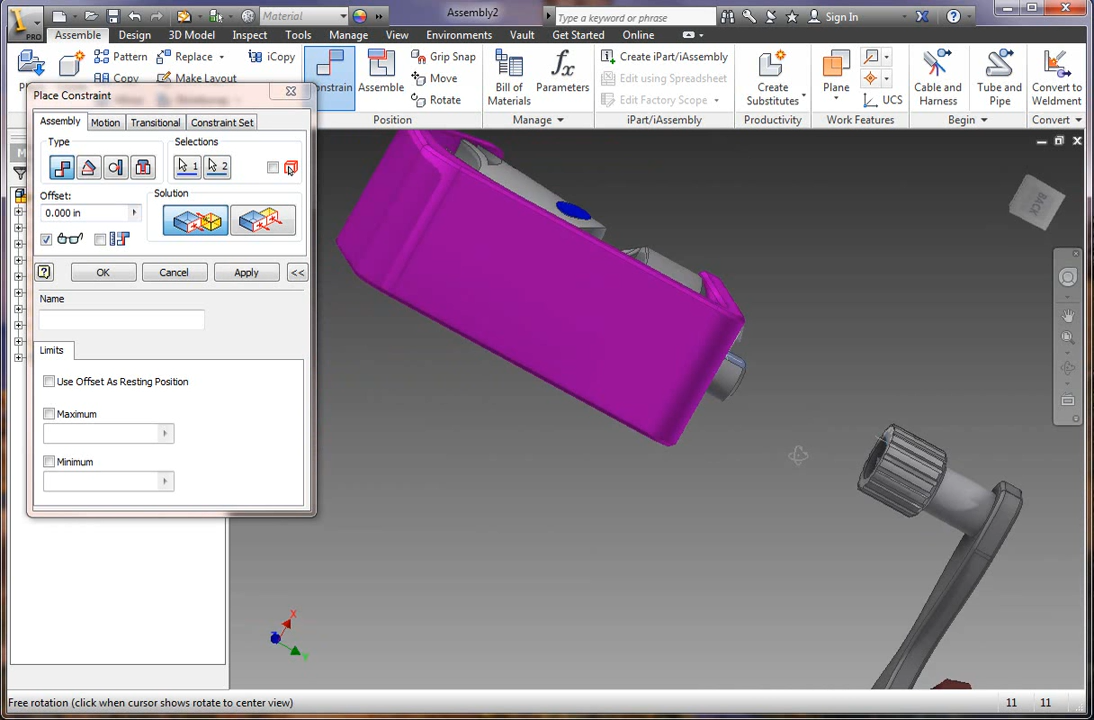 Material
Assembly2
Type a keyword or phrase
Sign In
PRO
Assemble Design 3D Model Inspect Tools Manage View Environments Vault Get Started Online
Pattern Replace iCopy Grip Snap Create iPart/iAssembly
Copy Make Layout Constrain Assemble Move Bill of Materials Parameters Edit using Spreadsheet Create Substitutes Plane Cable and Harness Tube and Pipe Convert to Weldment
Rotate Edit Factory Scope UCS
Position Manage iPart/iAssembly Productivity Work Features Begin Convert
Place Constraint
Assembly Motion Transitional Constraint Set
Type Selections
1 2
Offset: Solution
0.000 in
OK Cancel Apply <<
Name
Limits
Use Offset As Resting Position
Maximum
Minimum
BACK
X
Y
Free rotation (click when cursor shows rotate to center view) 11 11